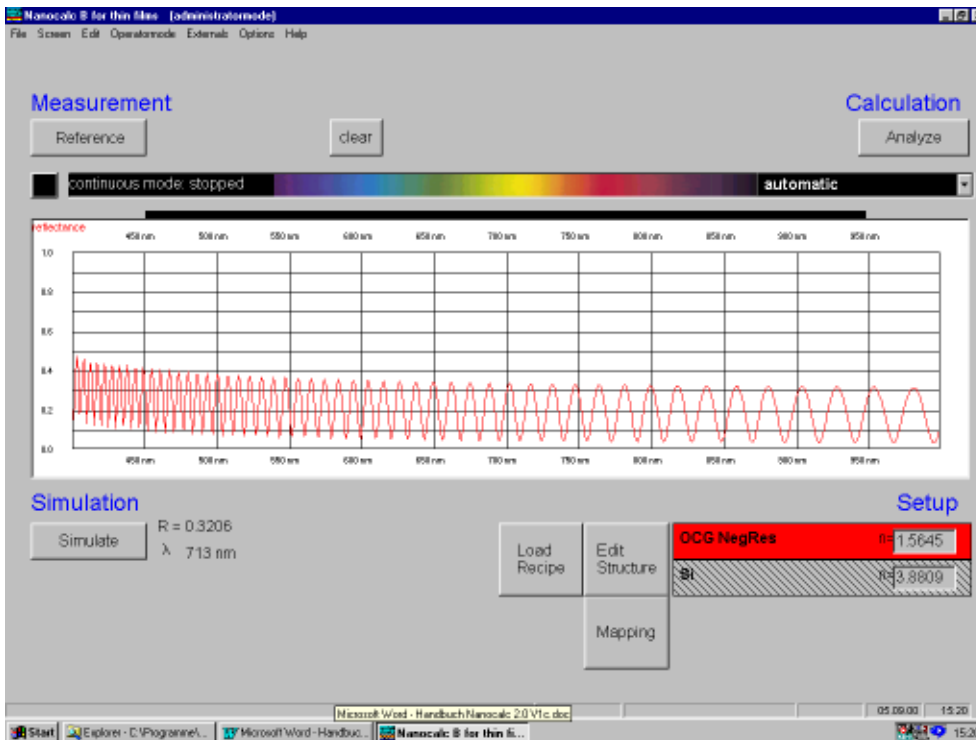 Nanocalc B for thin films (administratormode)
File Screen Edit Operatormode Externals Options Help
Measurement
Calculation
Reference
clear
Analyze
continuous mode: stopped
automatic
reflectance
450 nm 500 nm 550 nm 600 nm 650 nm 700 nm 750 nm 800 nm 850 nm 900 nm 950 nm
1.0
0.4
0.2
0.0
450 nm 500 nm 550 nm 600 nm 650 nm 700 nm 750 nm 800 nm 850 nm 900 nm 950 nm
Simulation
Setup
Simulate
R = 0.3206
λ 713 nm
Load
Recipe
Edit
Structure
OCG NegRes n= 1.5645
Si n= 3.8809
Mapping
Microsoft Word - Handbuch Nanocalc 2.0 V1c.doc
05.09.00 15:20
Start
Explorer - C:\Programme\...
Microsoft Word - Handbuc...
Nanocalc B for thin fi...